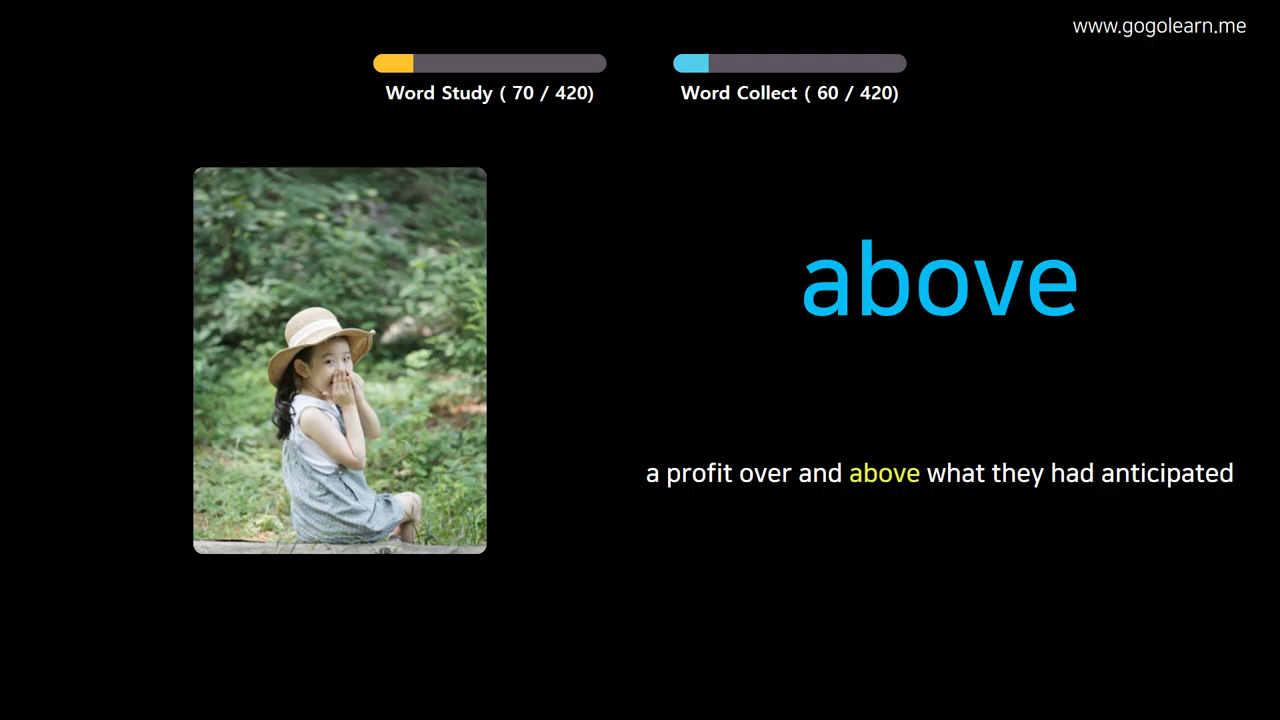 www.gogolearn.me
Word Study ( 70 / 420)
Word Collect ( 60 / 420)
above
a profit over and above what they had anticipated